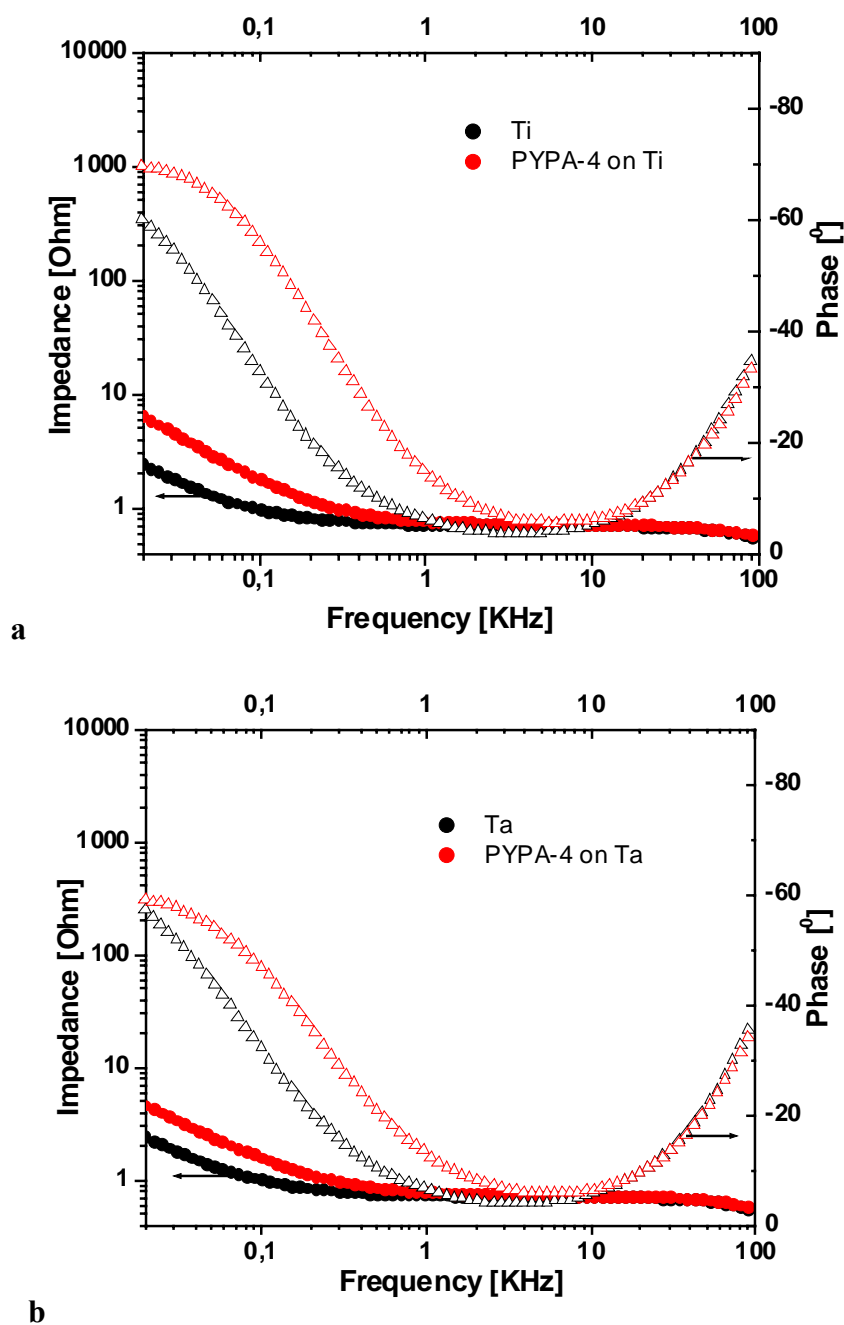 0,1 1 10 100
10000
1000
100
10
1
Impedance [Ohm]
Ti
PYPA-4 on Ti
-80
-60
-40
-20
0
Phase [⁰]
0,1 1 10 100
Frequency [KHz]
a
0,1 1 10 100
10000
1000
100
10
1
Impedance [Ohm]
Ta
PYPA-4 on Ta
-80
-60
-40
-20
0
Phase [⁰]
0,1 1 10 100
Frequency [KHz]
b